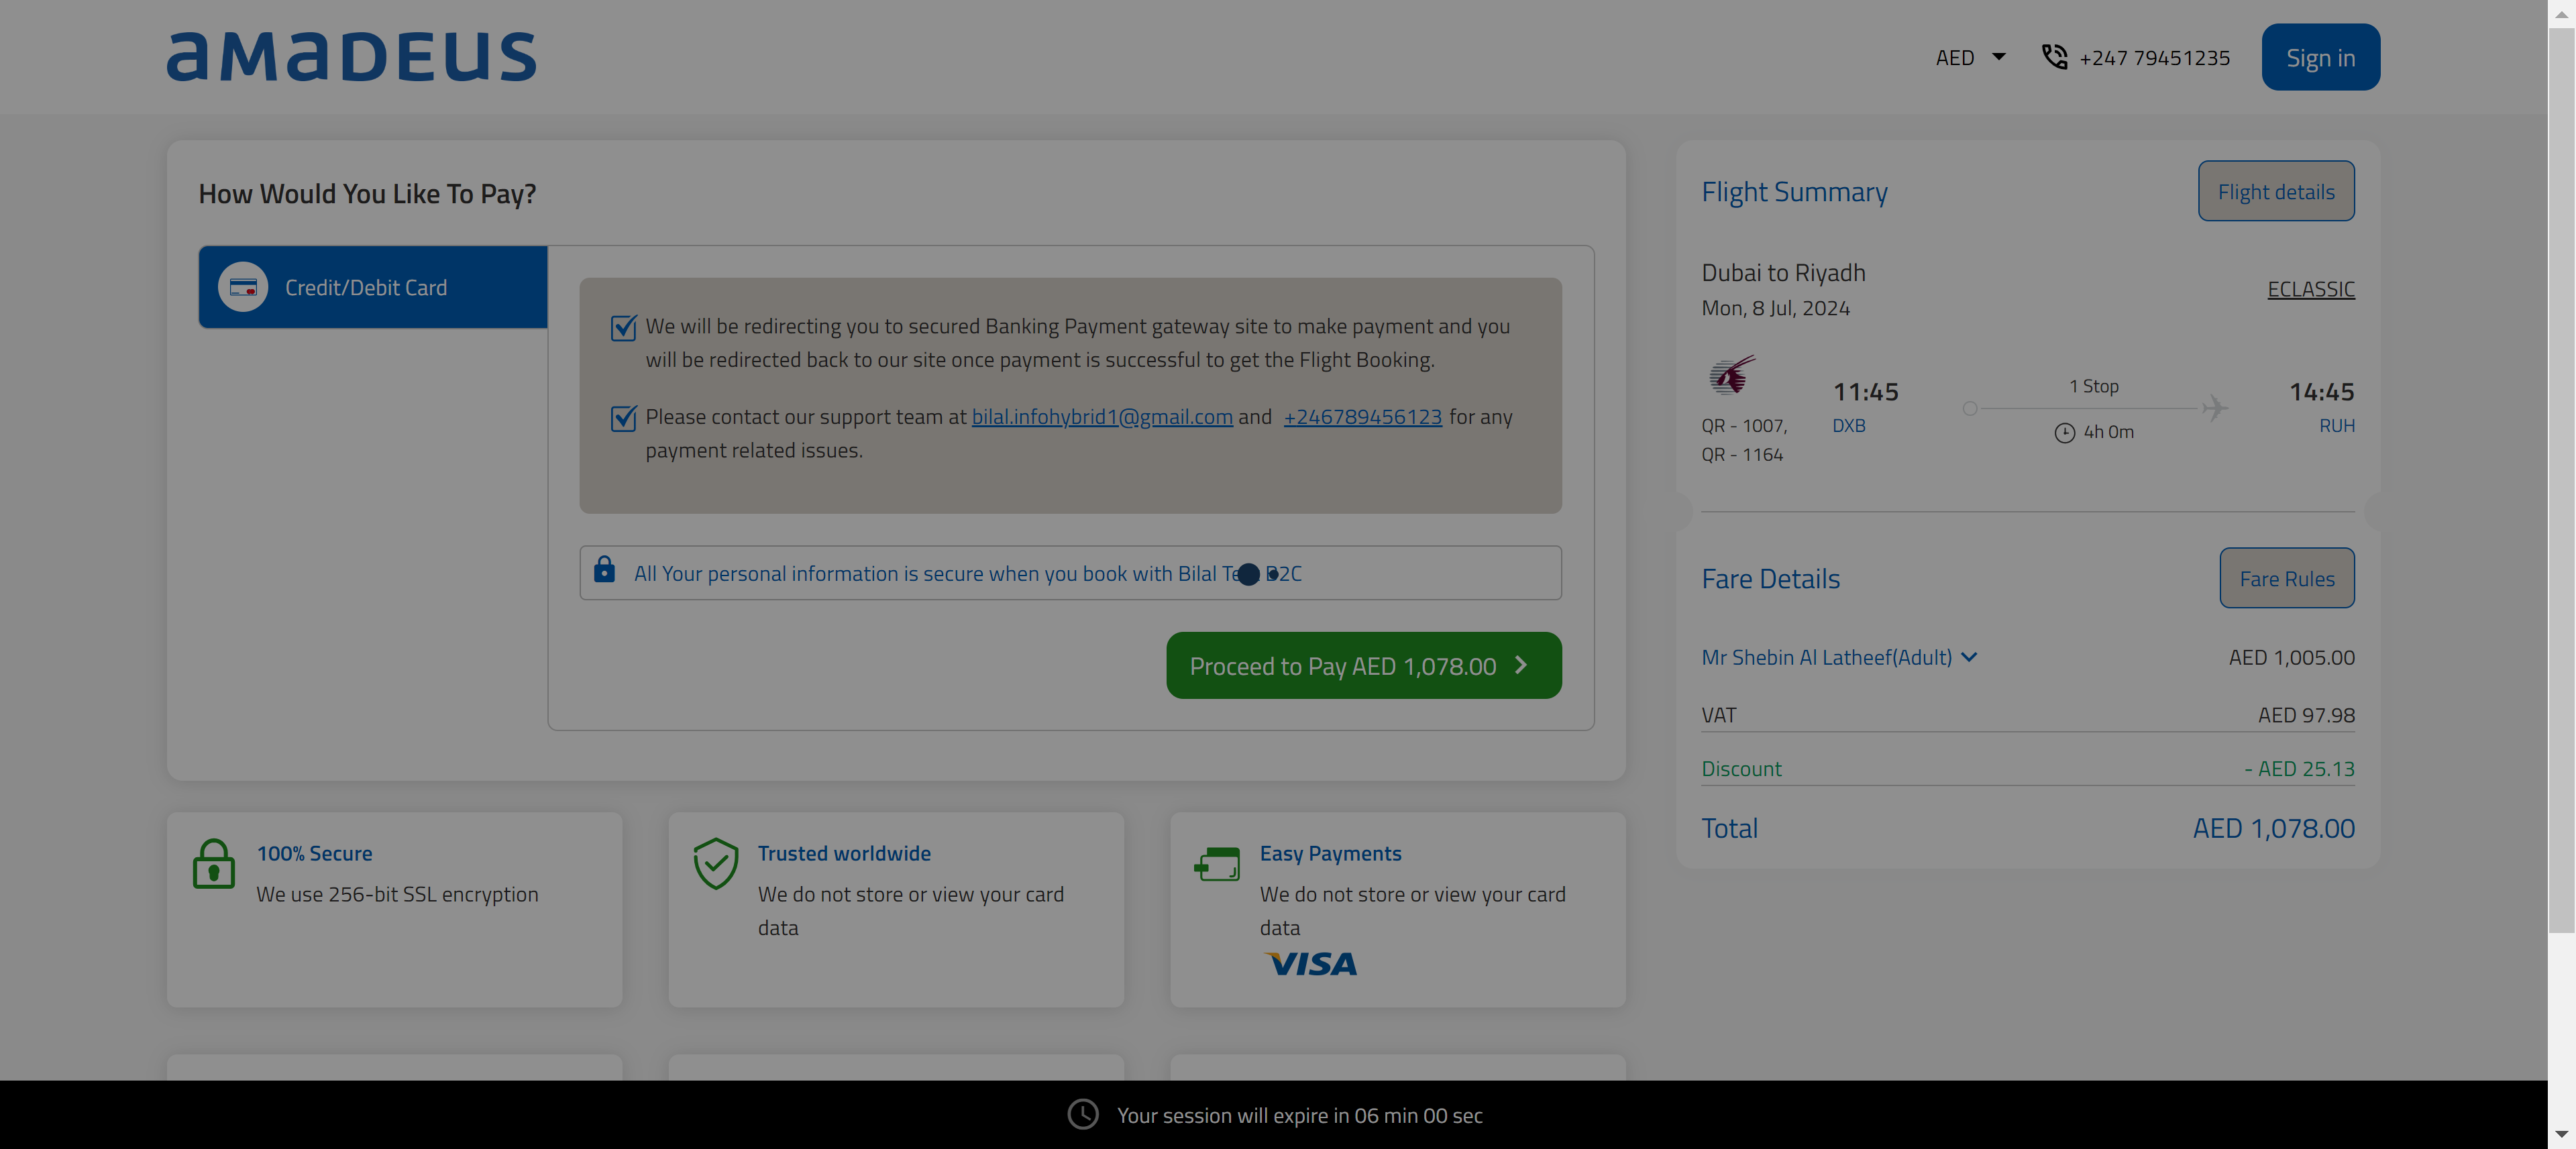 aMaDEUS
AED
+247 79451235
Sign in
How Would You Like To Pay?
Credit/Debit Card
We will be redirecting you to secured Banking Payment gateway site to make payment and you
will be redirected back to our site once payment is successful to get the Flight Booking.
Please contact our support team at bilal.infohybrid1@gmail.com and +246789456123 for any
payment related issues.
All Your personal information is secure when you book with Bilal
Proceed to Pay AED 1,078.00
100% Secure
We use 256-bit SSL encryption
Trusted worldwide
We do not store or view your card
data
Easy Payments
We do not store or view your card
data
VISA
Flight Summary
Flight details
Dubai to Riyadh
Mon, 8 Jul, 2024
ECLASSIC
QR - 1007,
QR - 1164
11:45
DXB
1 Stop
4h 0m
14:45
RUH
Fare Details
Fare Rules
Mr Shebin Al Latheef(Adult)
AED 1,005.00
VAT
AED 97.98
Discount
- AED 25.13
Total
AED 1,078.00
Your session will expire in 06 min 00 sec